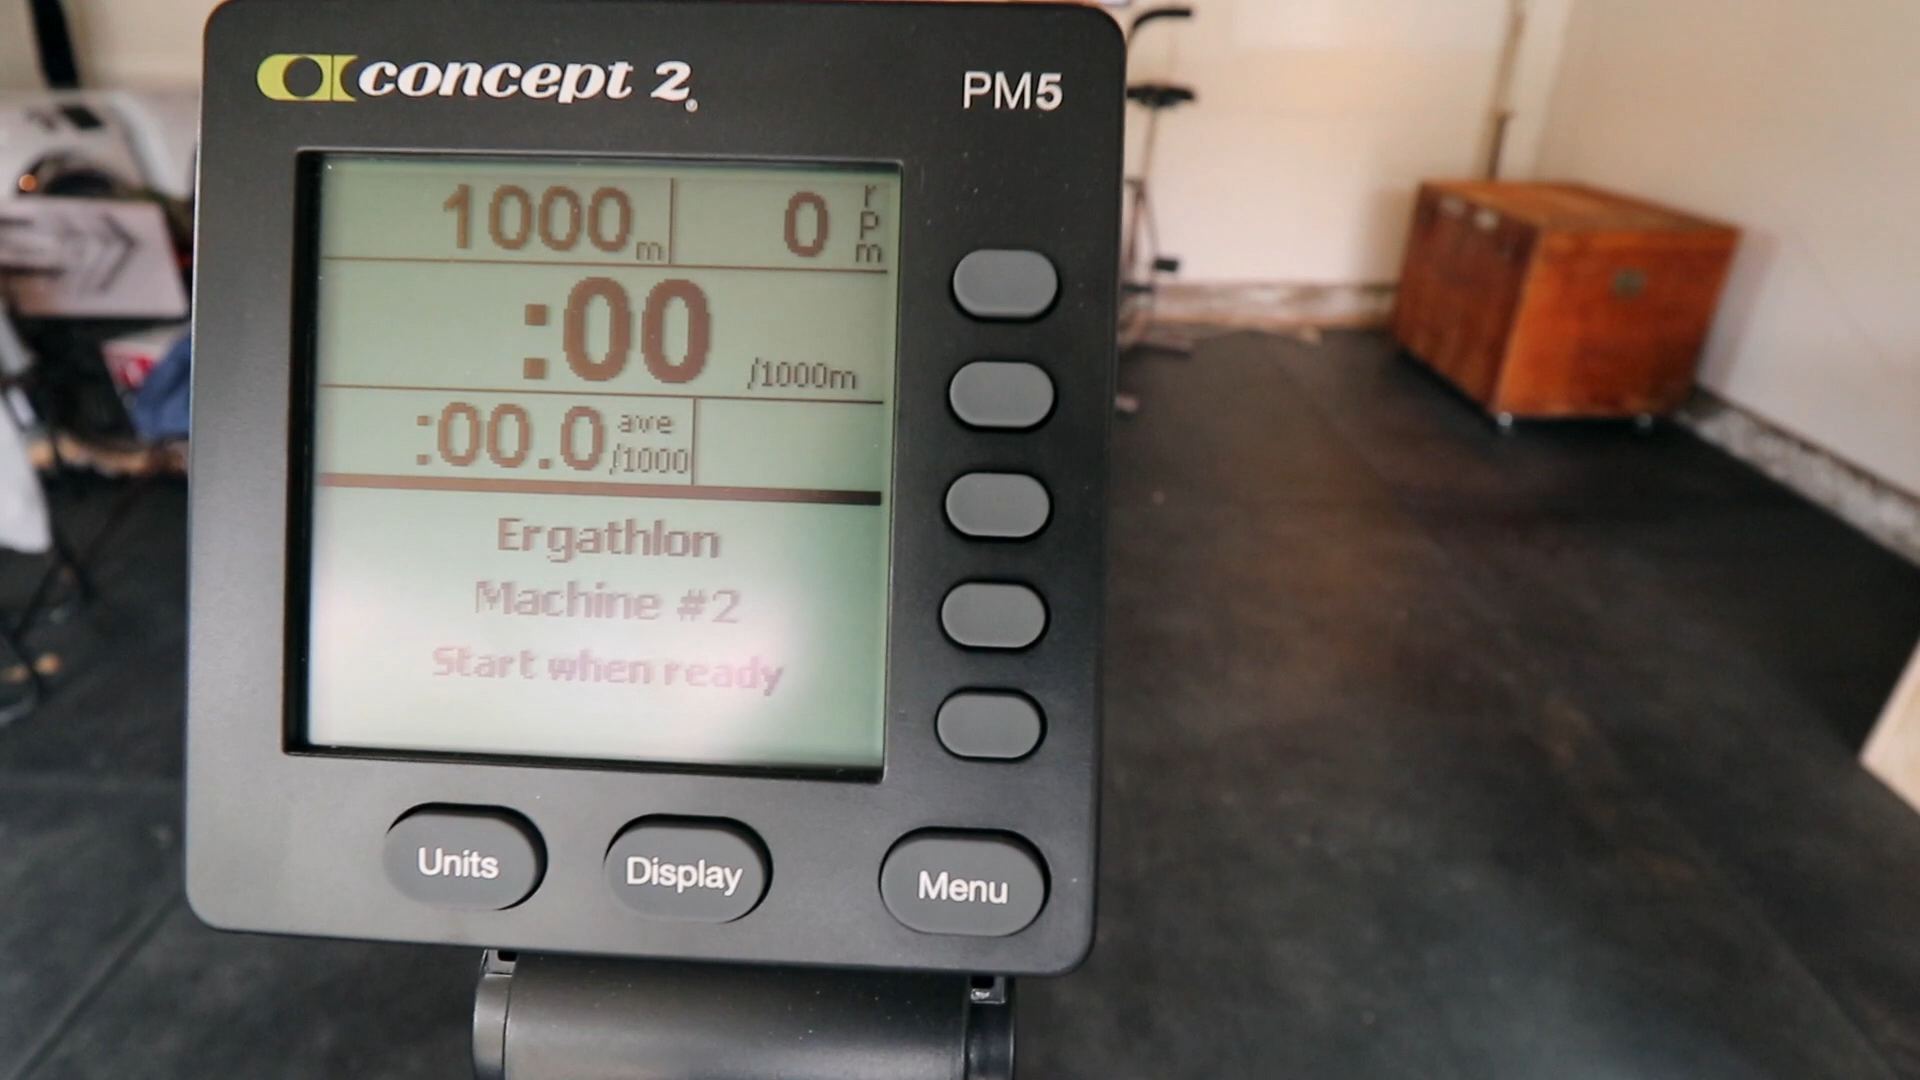 concept 2®
PM5
1000m
0 rpm
:00 /1000m
:00.0 ave /1000
Ergathlon
Machine #2
Start when ready
Units
Display
Menu